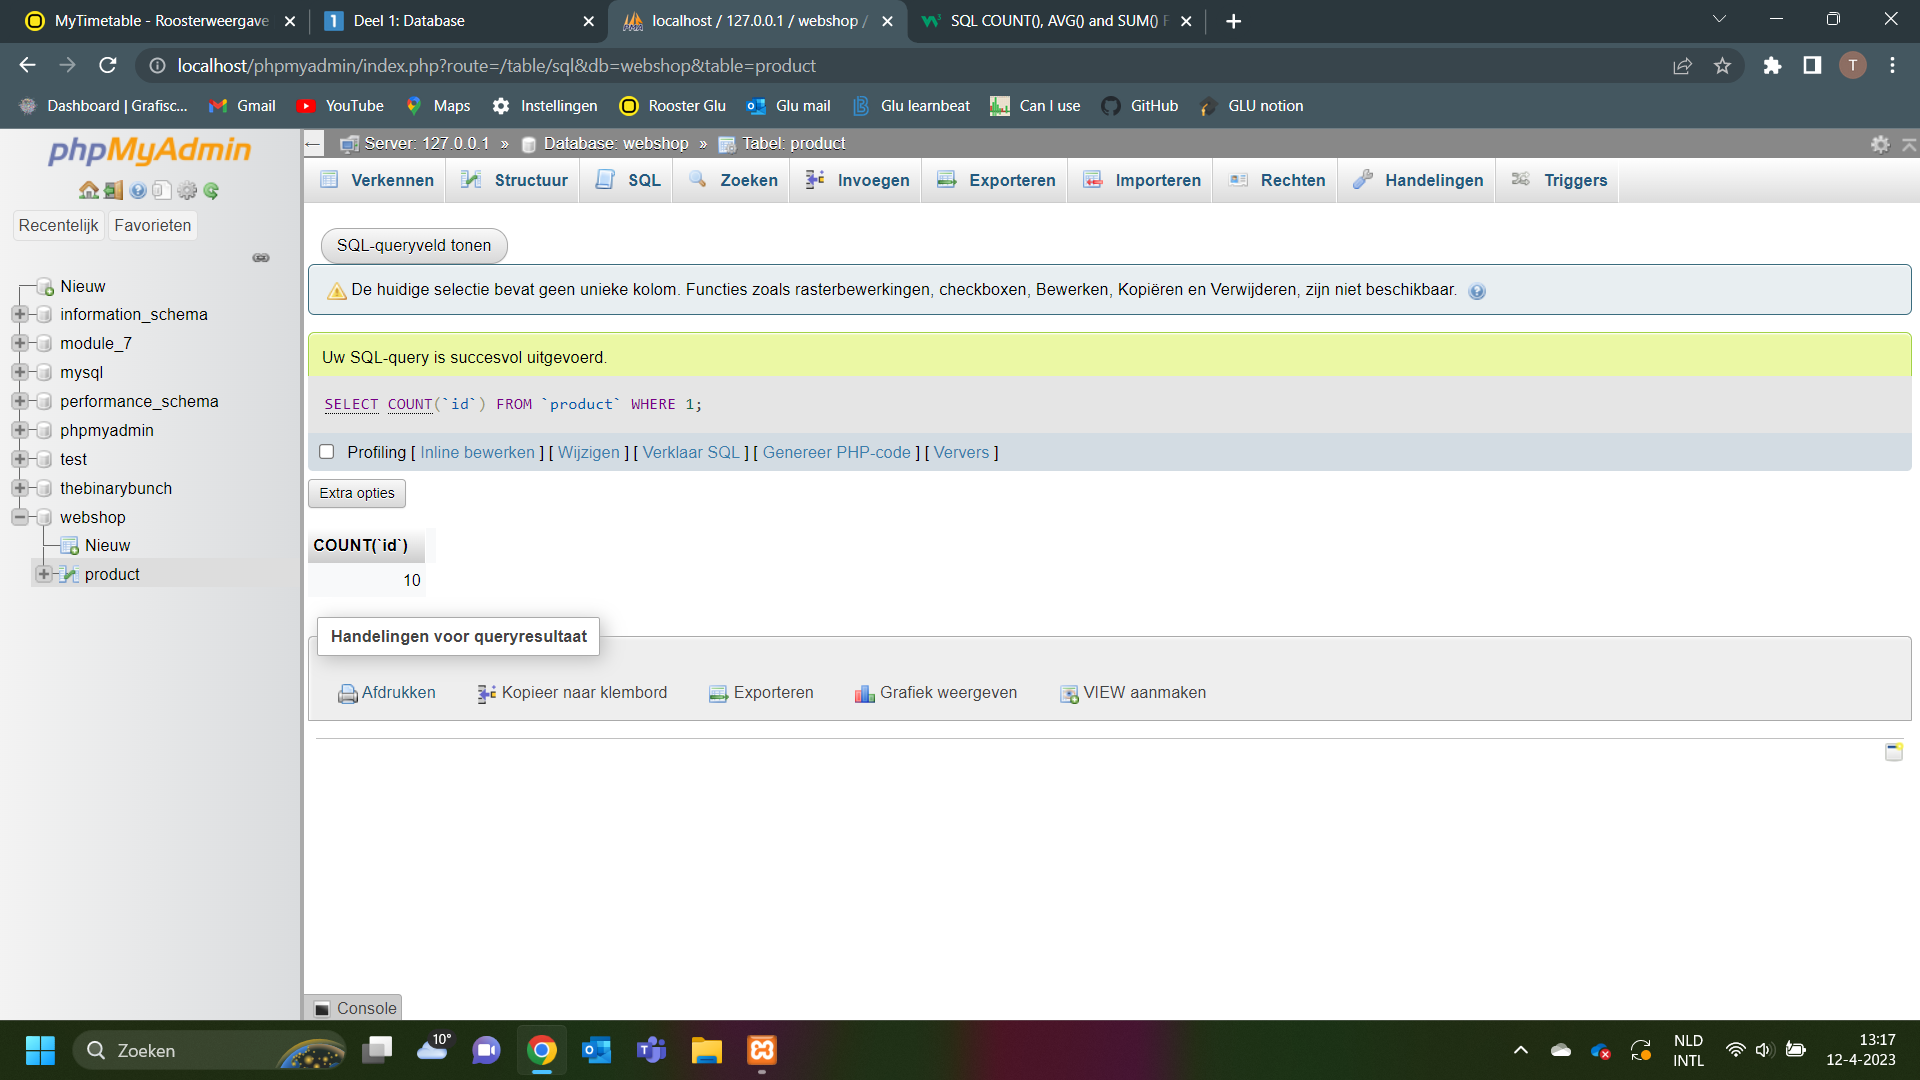 MyTimetable - Roosterweergave
Deel 1: Database
localhost / 127.0.0.1 / webshop /
SQL COUNT(), AVG() and SUM() F
localhost/phpmyadmin/index.php?route=/table/sql&db=webshop&table=product
T
Dashboard | Grafisc...
Gmail
YouTube
Maps
Instellingen
Rooster Glu
Glu mail
Glu learnbeat
Can I use
GitHub
GLU notion
phpMyAdmin
Recentelijk
Favorieten
Nieuw
information_schema
module_7
mysql
performance_schema
phpmyadmin
test
thebinarybunch
webshop
Nieuw
product
Server: 127.0.0.1 » Database: webshop » Tabel: product
Verkennen
Structuur
SQL
Zoeken
Invoegen
Exporteren
Importeren
Rechten
Handelingen
Triggers
SQL-queryveld tonen
De huidige selectie bevat geen unieke kolom. Functies zoals rasterbewerkingen, checkboxen, Bewerken, Kopiëren en Verwijderen, zijn niet beschikbaar.
Uw SQL-query is succesvol uitgevoerd.
SELECT COUNT(`id`) FROM `product` WHERE 1;
Profiling [ Inline bewerken ] [ Wijzigen ] [ Verklaar SQL ] [ Genereer PHP-code ] [ Ververs ]
Extra opties
COUNT(`id`)
10
Handelingen voor queryresultaat
Afdrukken
Kopieer naar klembord
Exporteren
Grafiek weergeven
VIEW aanmaken
Console
Zoeken
10°
NLD
INTL
13:17
12-4-2023